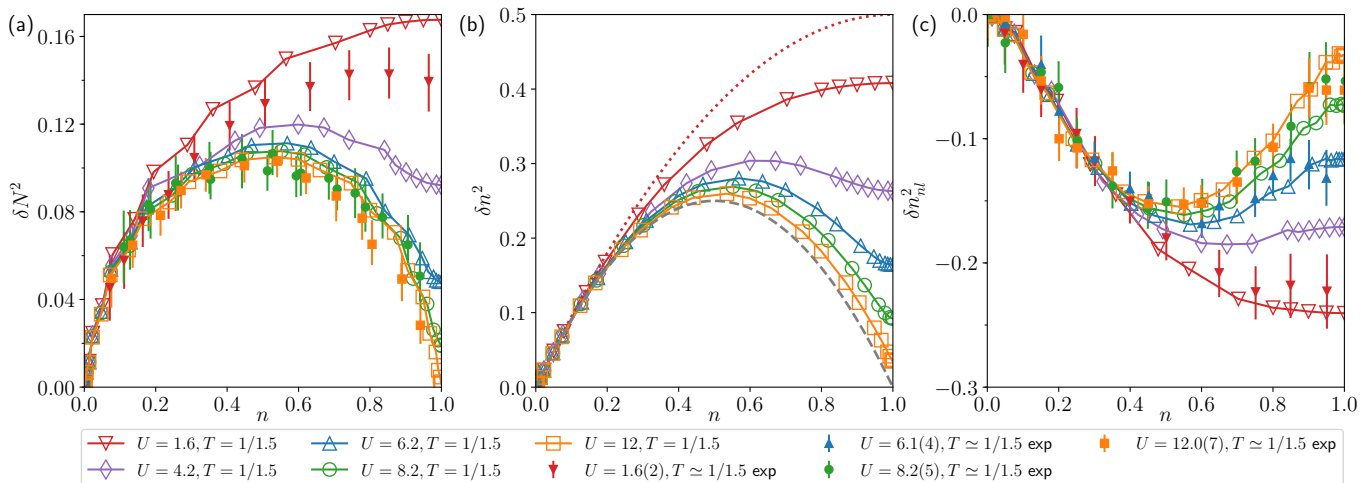 (a)
δN²
0.16
0.12
0.08
0.04
0.00
0.0 0.2 0.4 0.6 0.8 1.0
n
(b)
δn²
0.5
0.4
0.3
0.2
0.1
0.0
0.0 0.2 0.4 0.6 0.8 1.0
n
(c)
δn²ₙₗ
0.0
−0.1
−0.2
−0.3
0.0 0.2 0.4 0.6 0.8 1.0
n
U = 1.6, T = 1/1.5
U = 4.2, T = 1/1.5
U = 6.2, T = 1/1.5
U = 8.2, T = 1/1.5
U = 12, T = 1/1.5
U = 1.6(2), T ≃ 1/1.5 exp
U = 6.1(4), T ≃ 1/1.5 exp
U = 8.2(5), T ≃ 1/1.5 exp
U = 12.0(7), T ≃ 1/1.5 exp